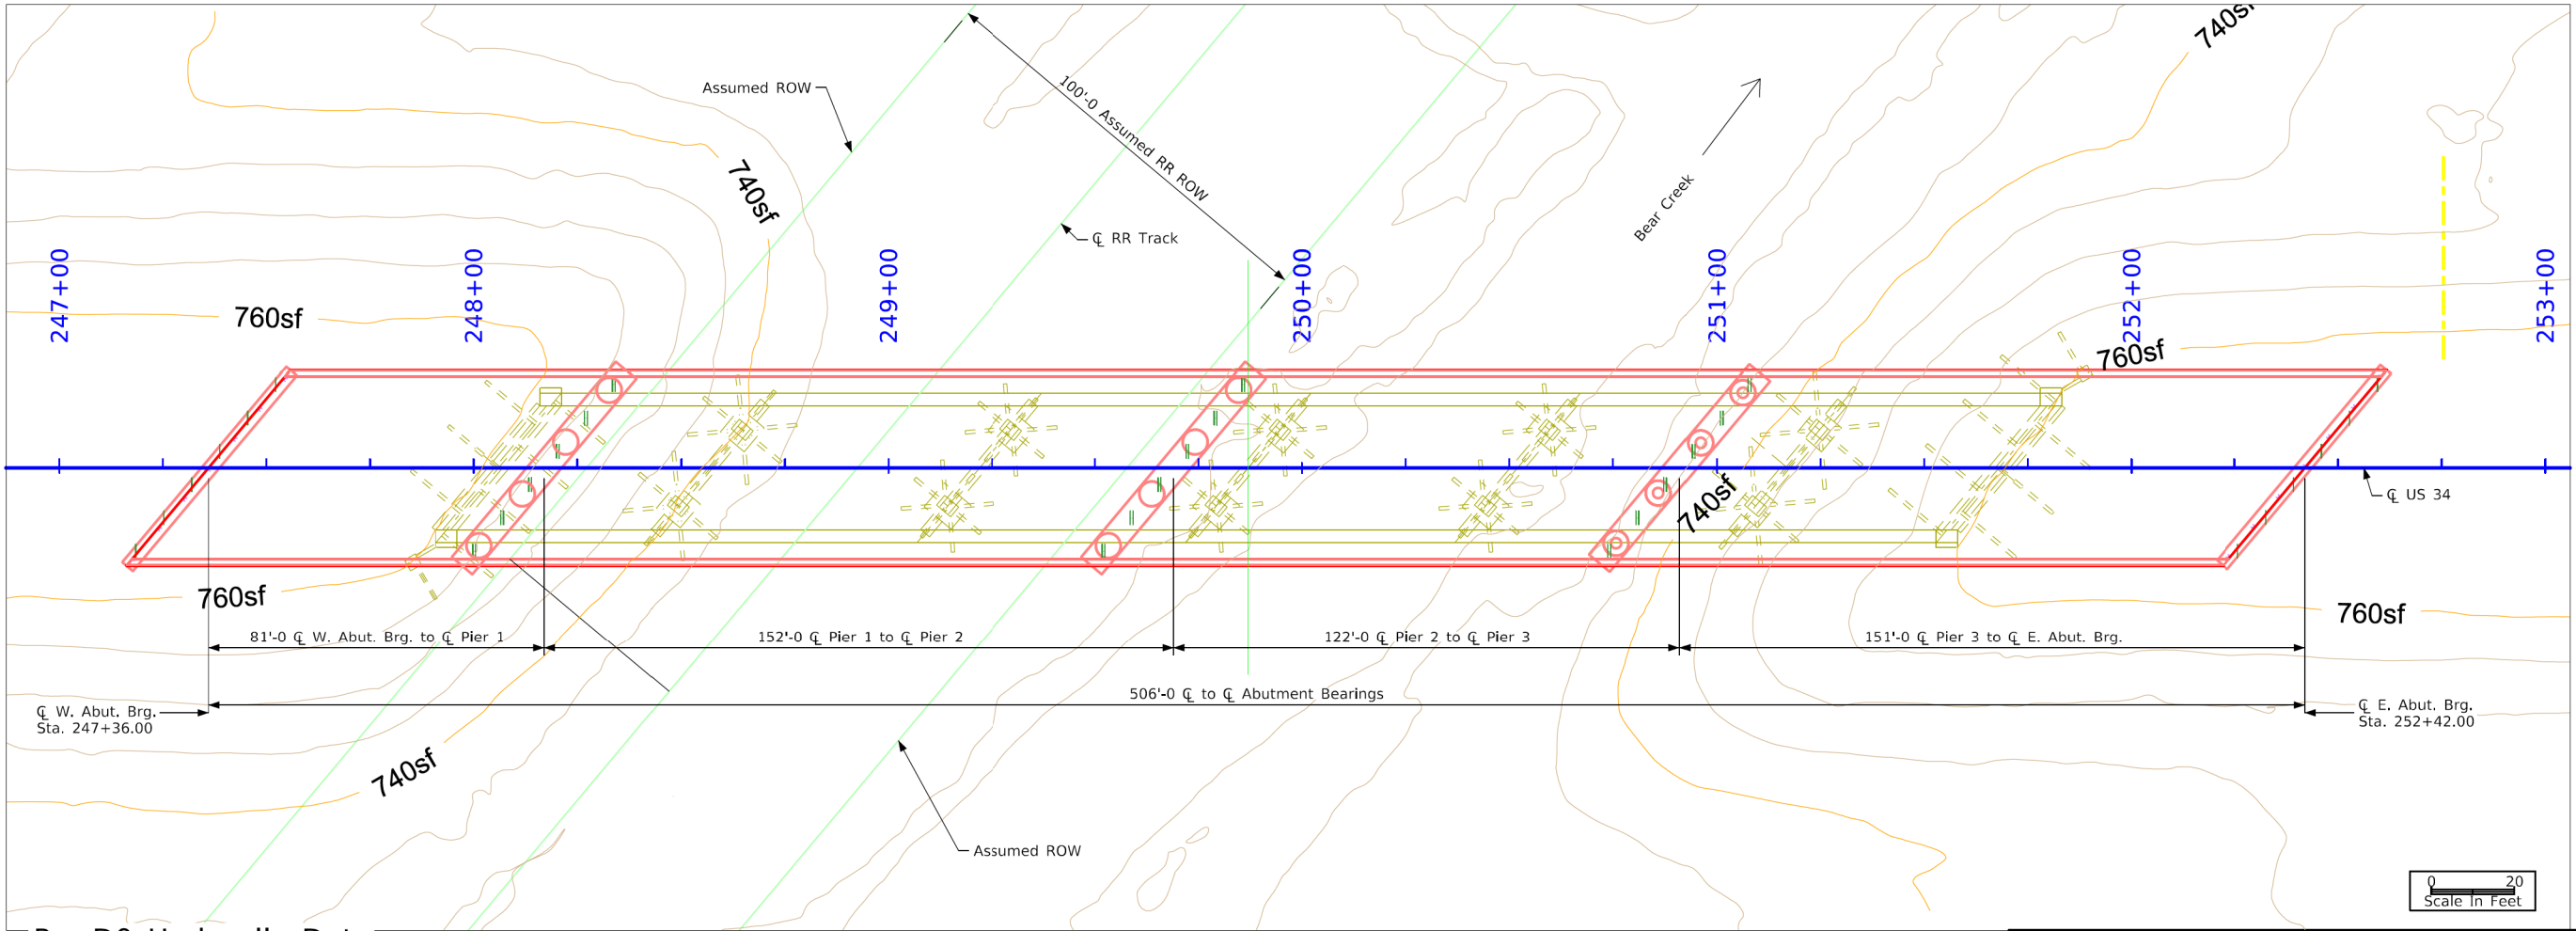 740sf
Assumed ROW
100'-0 Assumed RR ROW
740sf
Bear Creek
℄ RR Track
247+00
248+00
249+00
250+00
251+00
252+00
253+00
760sf
760sf
℄ US 34
740sf
760sf
760sf
81'-0 ℄ W. Abut. Brg. to ℄ Pier 1
152'-0 ℄ Pier 1 to ℄ Pier 2
122'-0 ℄ Pier 2 to ℄ Pier 3
151'-0 ℄ Pier 3 to ℄ E. Abut. Brg.
506'-0 ℄ to ℄ Abutment Bearings
℄ W. Abut. Brg.
Sta. 247+36.00
℄ E. Abut. Brg.
Sta. 252+42.00
740sf
Assumed ROW
0 20
Scale In Feet